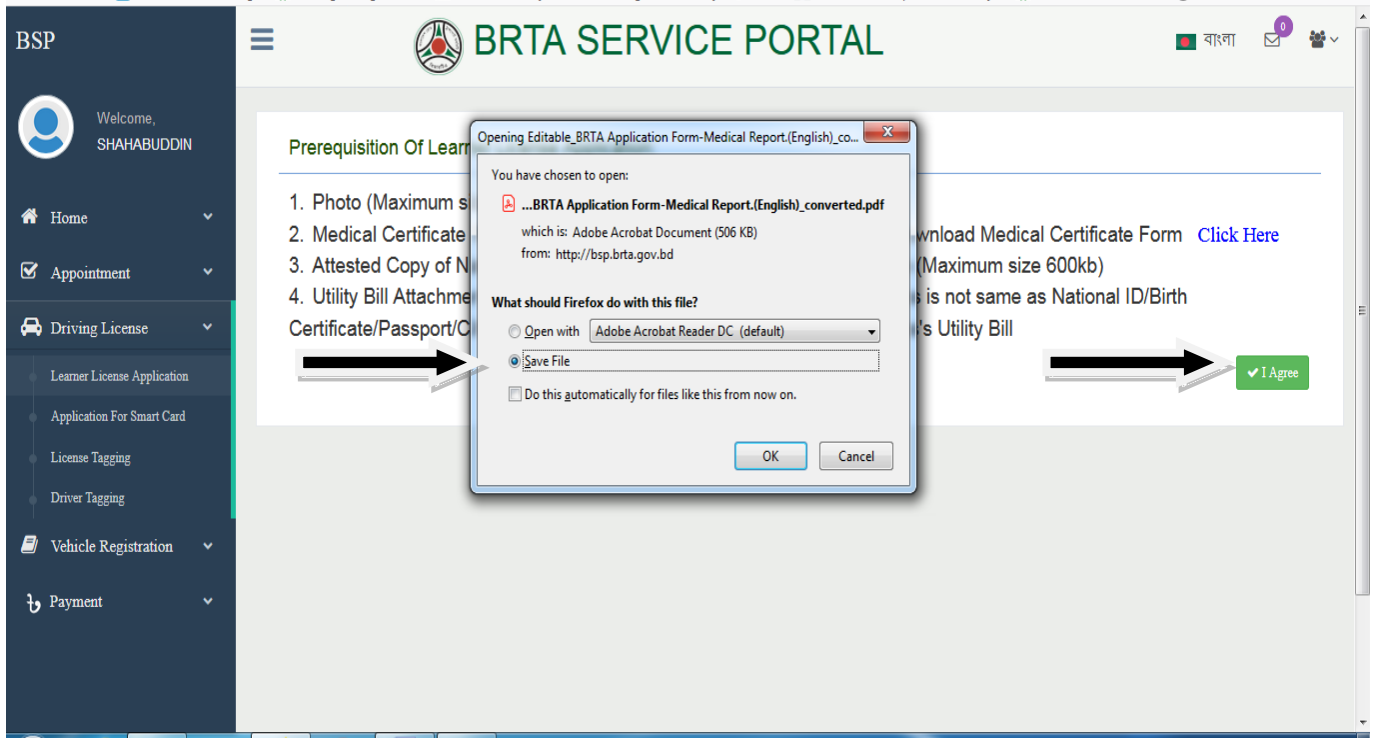 BSP
BRTA SERVICE PORTAL
বাংলা
0
Welcome,
SHAHABUDDIN
Home
Appointment
Driving License
Learner License Application
Application For Smart Card
License Tagging
Driver Tagging
Vehicle Registration
Payment
Prerequisition Of Learn
1. Photo (Maximum s
2. Medical Certificate
wnload Medical Certificate Form Click Here
3. Attested Copy of N
(Maximum size 600kb)
4. Utility Bill Attachme
s is not same as National ID/Birth
Certificate/Passport/C
's Utility Bill
I Agree
Opening Editable_BRTA Application Form-Medical Report.(English)_co...
You have chosen to open:
...BRTA Application Form-Medical Report.(English)_converted.pdf
which is: Adobe Acrobat Document (506 KB)
from: http://bsp.brta.gov.bd
What should Firefox do with this file?
Open with Adobe Acrobat Reader DC (default)
Save File
Do this automatically for files like this from now on.
OK Cancel